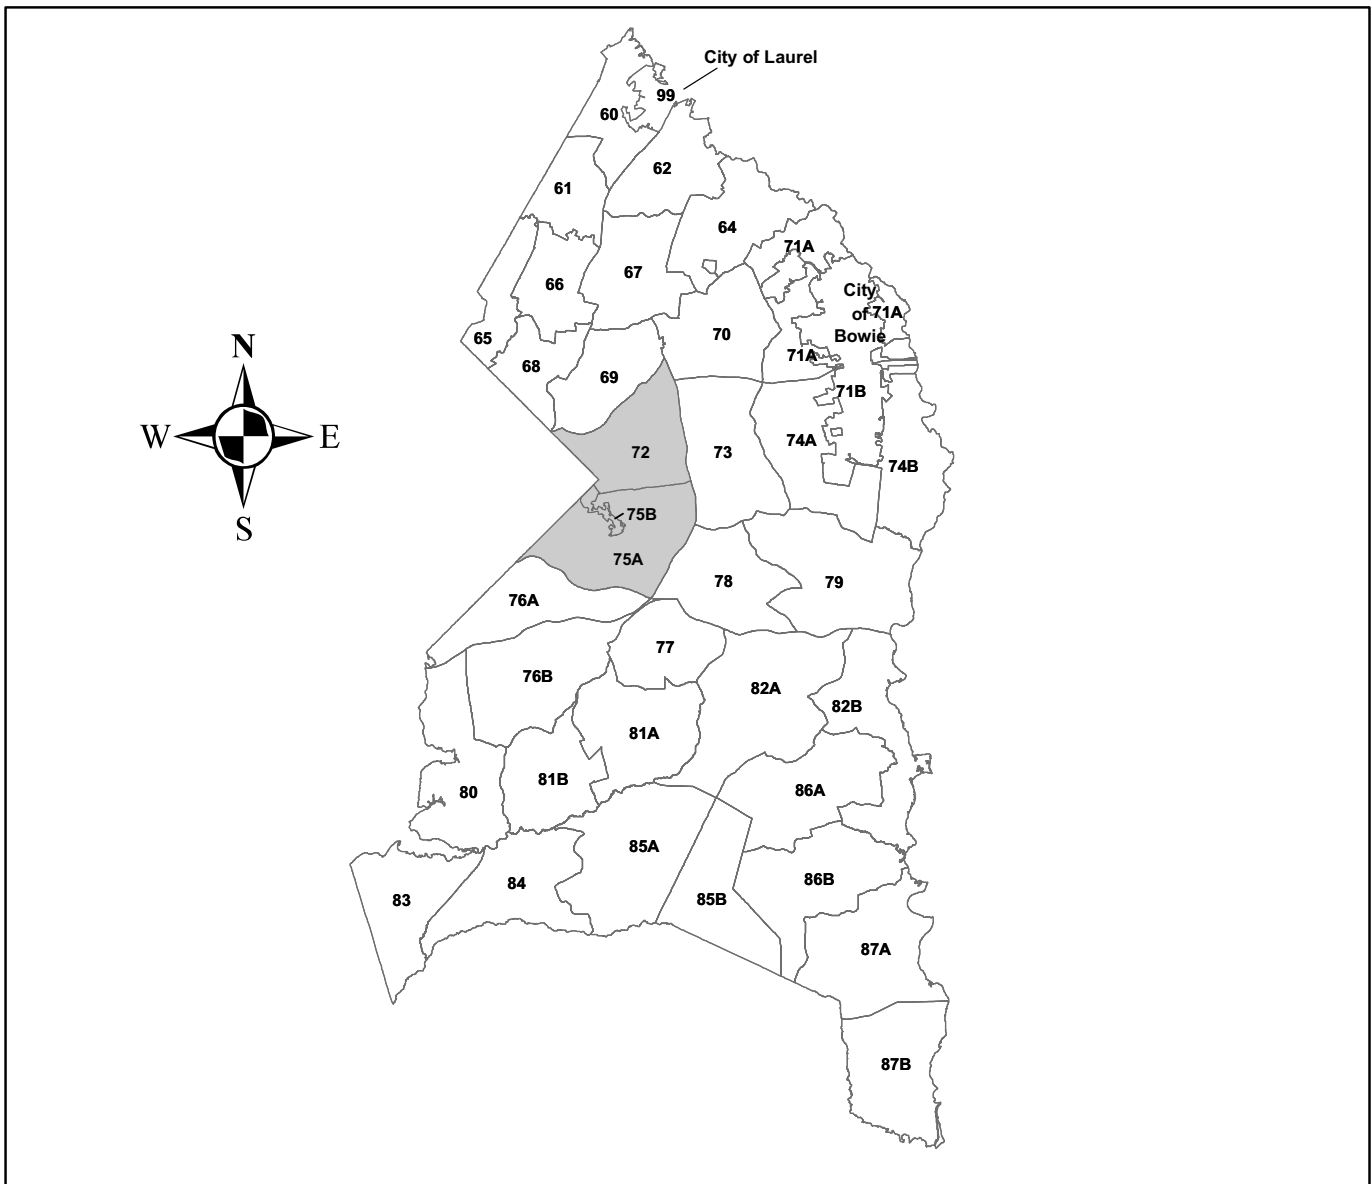 City of Laurel
99
60
62
61
64
71A
67
66
City
of 71A
Bowie
65
70
71A
68
69
71B
N
W E
S
72
73
74A
74B
75B
75A
78
79
76A
77
76B
82A
82B
81A
81B
80
86A
85A
86B
84
83
85B
87A
87B